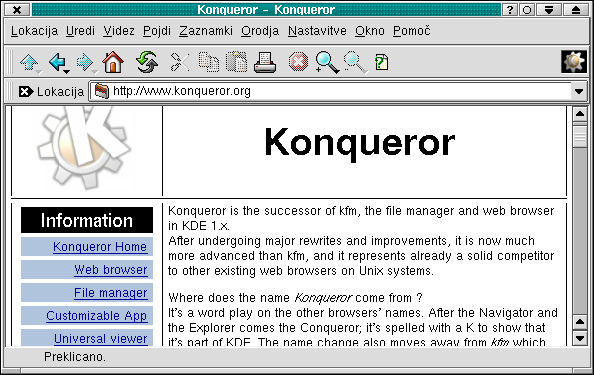 Konqueror - Konqueror
Lokacija Uredi Videz Pojdi Zaznamki Orodja Nastavitve Okno Pomoč
Lokacija http://www.konqueror.org
Konqueror
Information
Konqueror Home
Web browser
File manager
Customizable App
Universal viewer
Konqueror is the successor of kfm, the file manager and web browser
in KDE 1.x.
After undergoing major rewrites and improvements, it is now much
more advanced than kfm, and it represents already a solid competitor
to other existing web browsers on Unix systems.
Where does the name Konqueror come from ?
It's a word play on the other browsers' names. After the Navigator and
the Explorer comes the Conqueror; it's spelled with a K to show that
it's part of KDE. The name change also moves away from kfm which
Preklicano.